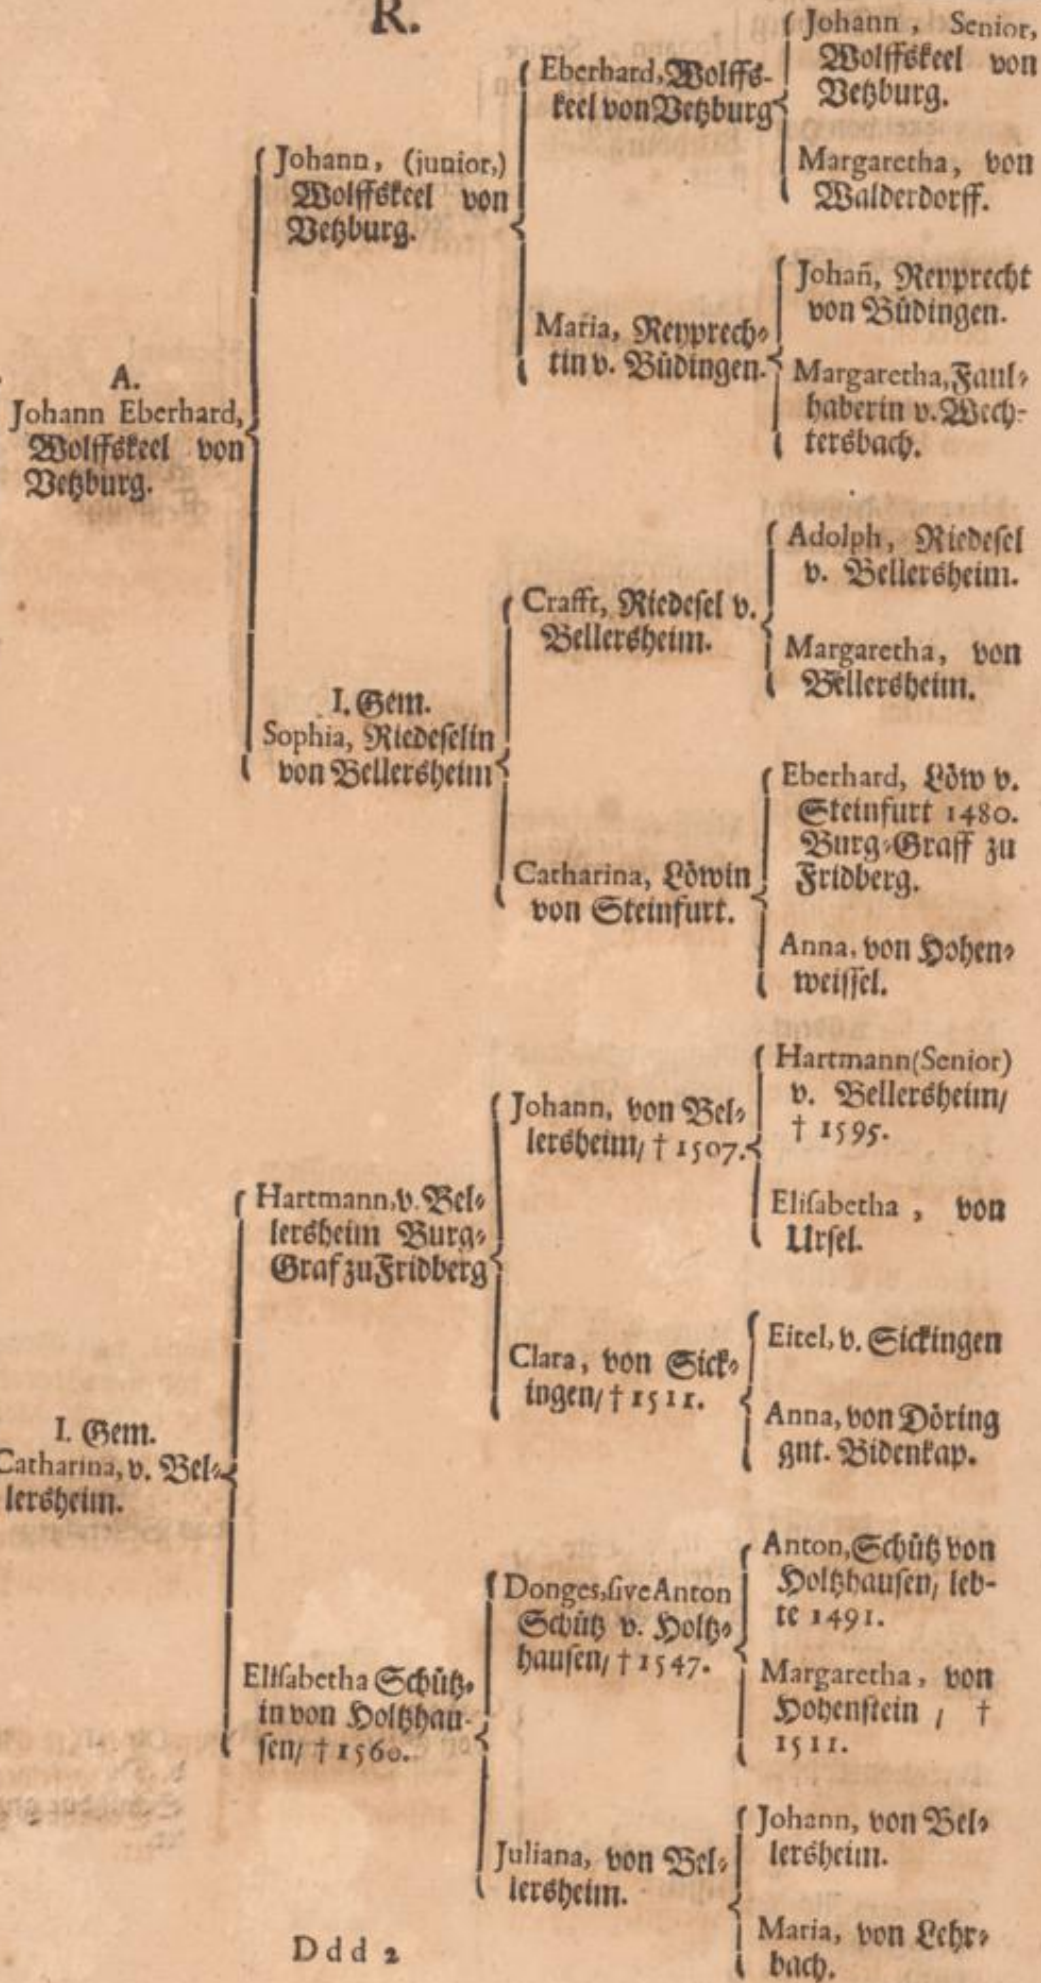 R.
A.
Johann Eberhard,
Wolffskeel von
Vetzburg.
Johann, (junior,)
Wolffskeel von
Vetzburg.
Eberhard, Wolffs-
keel von Vetzburg
Johann, Senior,
Wolffskeel von
Vetzburg.
Margaretha, von
Walderdorff.
Maria, Reyprech-
tin v. Büdingen.
Johañ, Reyprecht
von Büdingen.
Margaretha, Faul-
haberin v. Wech-
tersbach.
I. Gem.
Sophia, Riedeselin
von Bellersheim
Crafft, Riedesel v.
Bellersheim.
Adolph, Riedesel
v. Bellersheim.
Margaretha, von
Bellersheim.
Catharina, Löwin
von Steinfurt.
Eberhard, Löw v.
Steinfurt 1480.
Burg-Graff zu
Fridberg.
Anna, von Hohen-
weissel.
I. Gem.
Catharina, v. Bel-
lersheim.
Hartmann, v. Bel-
lersheim Burg-
Graf zu Fridberg
Johann, von Bel-
lersheim, † 1507.
Hartmann (Senior)
v. Bellersheim,
† 1595.
Elisabetha, von
Ursel.
Clara, von Sick-
ingen, † 1511.
Eitel, v. Sickingen
Anna, von Döring
gnt. Bidenkap.
Elisabetha Schütz-
in von Holtzhau-
sen, † 1560.
Donges, sive Anton
Schütz v. Holtz-
hausen, † 1547.
Anton, Schütz von
Holtzhausen, leb-
te 1491.
Margaretha, von
Hohenstein, †
1511.
Juliana, von Bel-
lersheim.
Johann, von Bel-
lersheim.
Maria, von Lehr-
bach.
Ddd 2